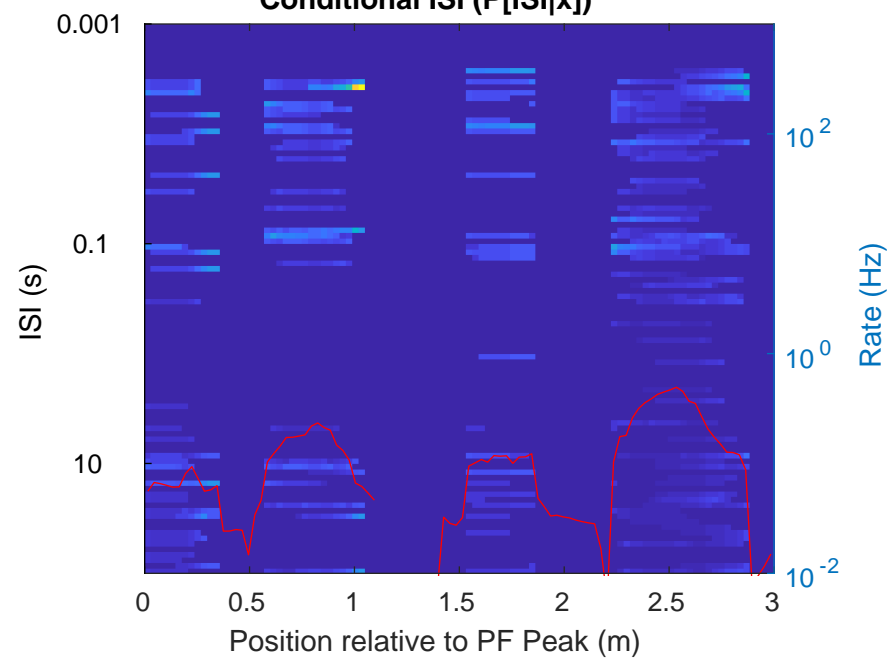 Conditional ISI (P[ISI|x])
0.001
0.1
10
ISI (s)
10^2
10^0
10^-2
Rate (Hz)
0 0.5 1 1.5 2 2.5 3
Position relative to PF Peak (m)